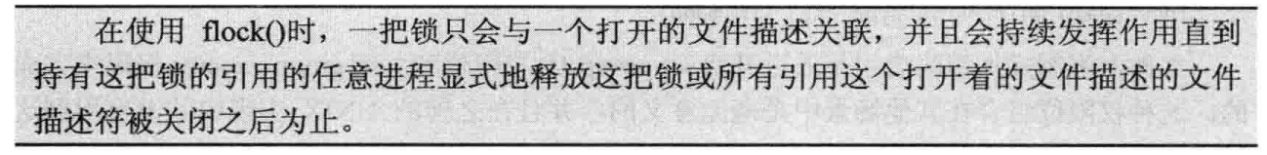 在使用 flock()时，一把锁只会与一个打开的文件描述关联，并且会持续发挥作用直到
持有这把锁的引用的任意进程显式地释放这把锁或所有引用这个打开着的文件描述的文件
描述符被关闭之后为止。